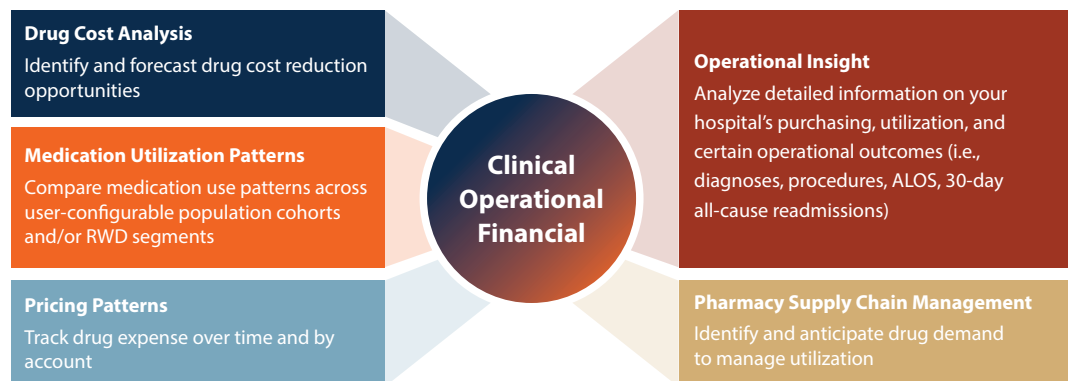 Drug Cost Analysis
Identify and forecast drug cost reduction
opportunities
Medication Utilization Patterns
Compare medication use patterns across
user-configurable population cohorts
and/or RWD segments
Pricing Patterns
Track drug expense over time and by
account
Clinical
Operational
Financial
Operational Insight
Analyze detailed information on your
hospital’s purchasing, utilization, and
certain operational outcomes (i.e.,
diagnoses, procedures, ALOS, 30-day
all-cause readmissions)
Pharmacy Supply Chain Management
Identify and anticipate drug demand
to manage utilization